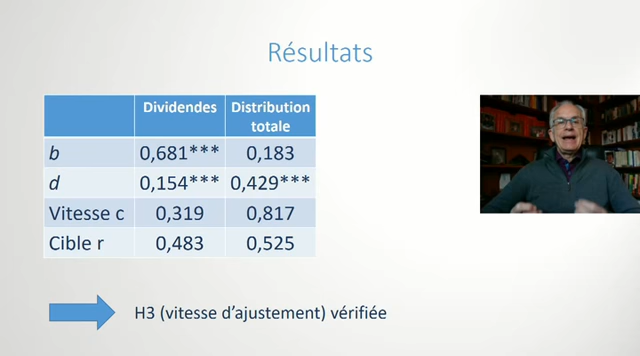 Résultats
Dividendes Distribution totale
b 0,681*** 0,183
d 0,154*** 0,429***
Vitesse c 0,319 0,817
Cible r 0,483 0,525
H3 (vitesse d'ajustement) vérifiée